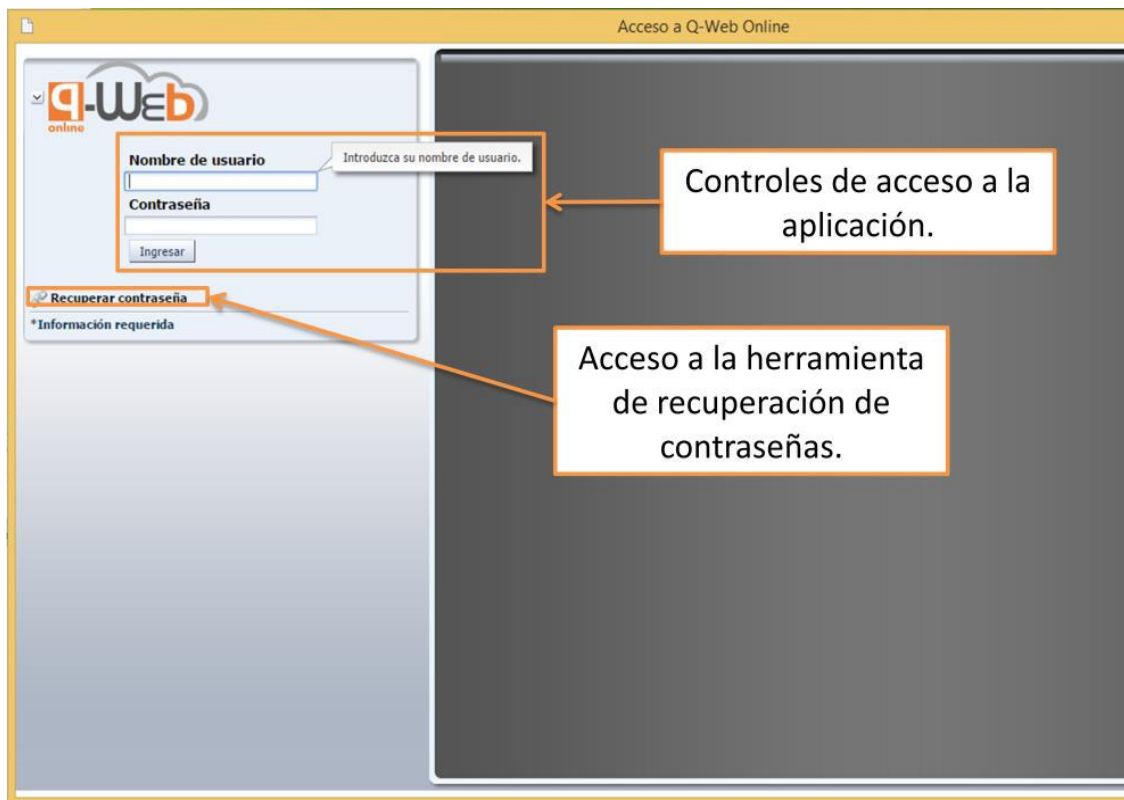 Acceso a Q-Web Online
q-Web
online
Nombre de usuario
Introduzca su nombre de usuario.
Contraseña
Ingresar
Recuperar contraseña
*Información requerida
Controles de acceso a la
aplicación.
Acceso a la herramienta
de recuperación de
contraseñas.